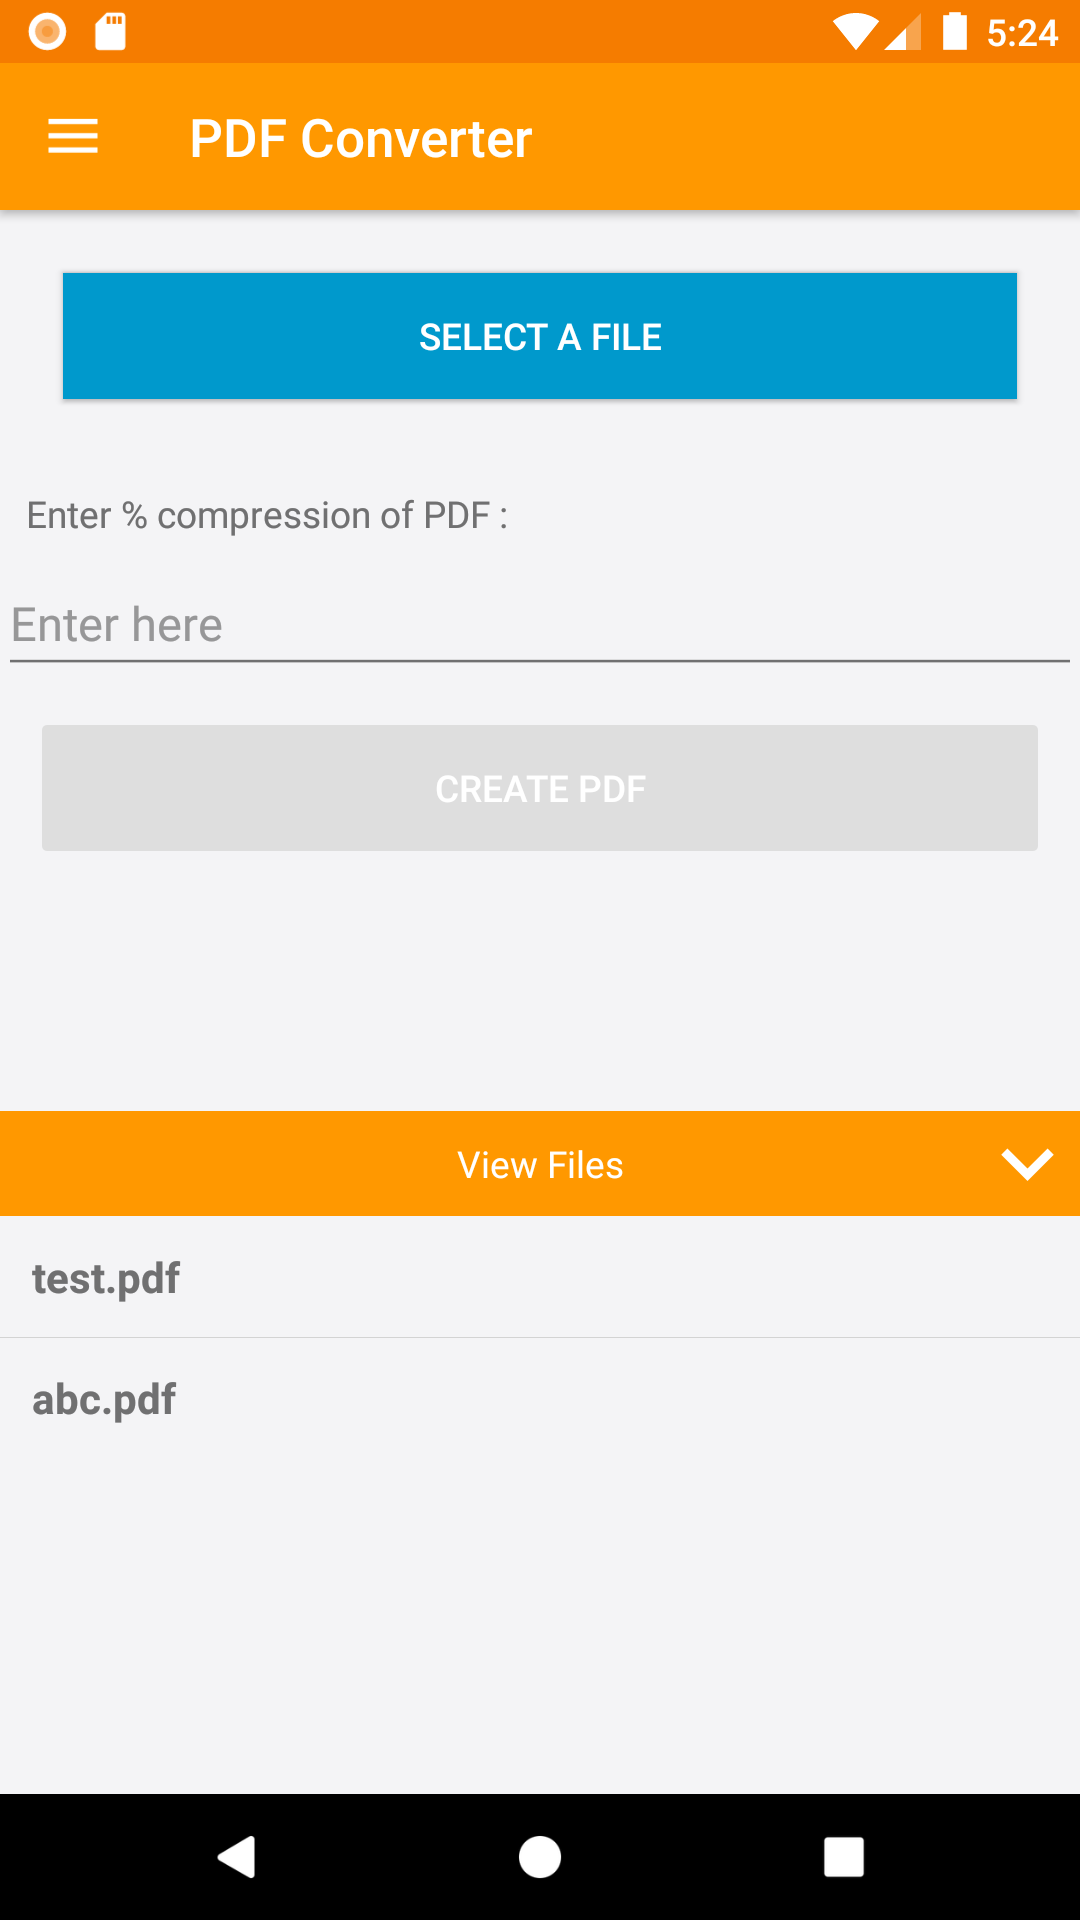 5:24
PDF Converter
SELECT A FILE
Enter % compression of PDF :
Enter here
CREATE PDF
View Files
test.pdf
abc.pdf